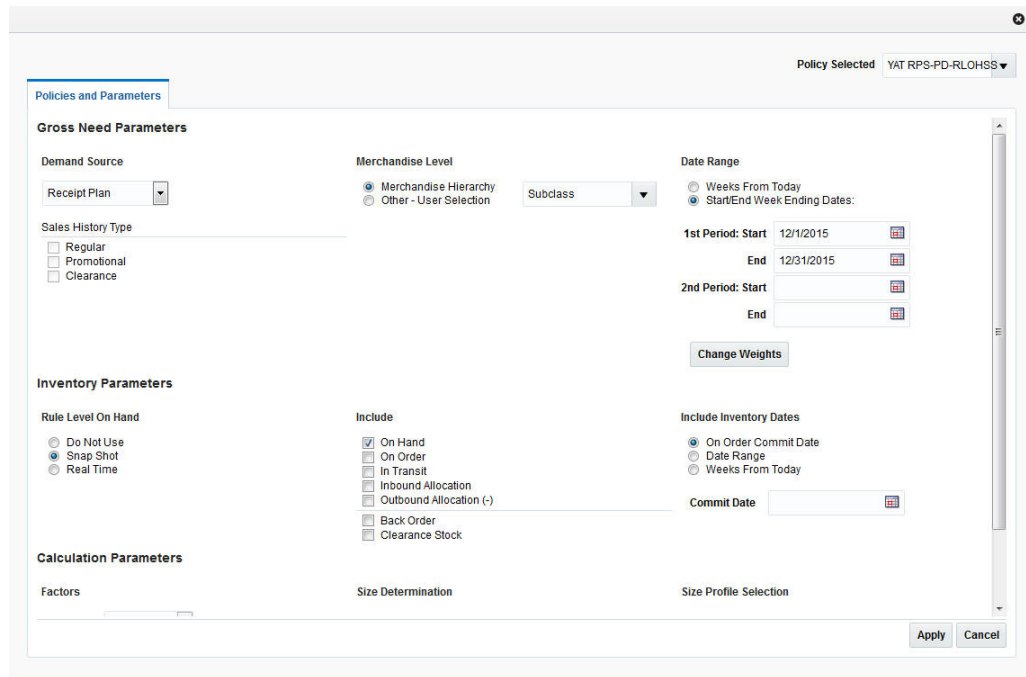 Policy Selected YAT RPS-PD-RLOHSS
Policies and Parameters
Gross Need Parameters
Demand Source
Receipt Plan
Sales History Type
Regular
Promotional
Clearance
Merchandise Level
Merchandise Hierarchy
Other - User Selection
Subclass
Date Range
Weeks From Today
Start/End Week Ending Dates:
1st Period: Start 12/1/2015
End 12/31/2015
2nd Period: Start
End
Change Weights
Inventory Parameters
Rule Level On Hand
Do Not Use
Snap Shot
Real Time
Include
On Hand
On Order
In Transit
Inbound Allocation
Outbound Allocation (-)
Back Order
Clearance Stock
Include Inventory Dates
On Order Commit Date
Date Range
Weeks From Today
Commit Date
Calculation Parameters
Factors
Size Determination
Size Profile Selection
Apply Cancel